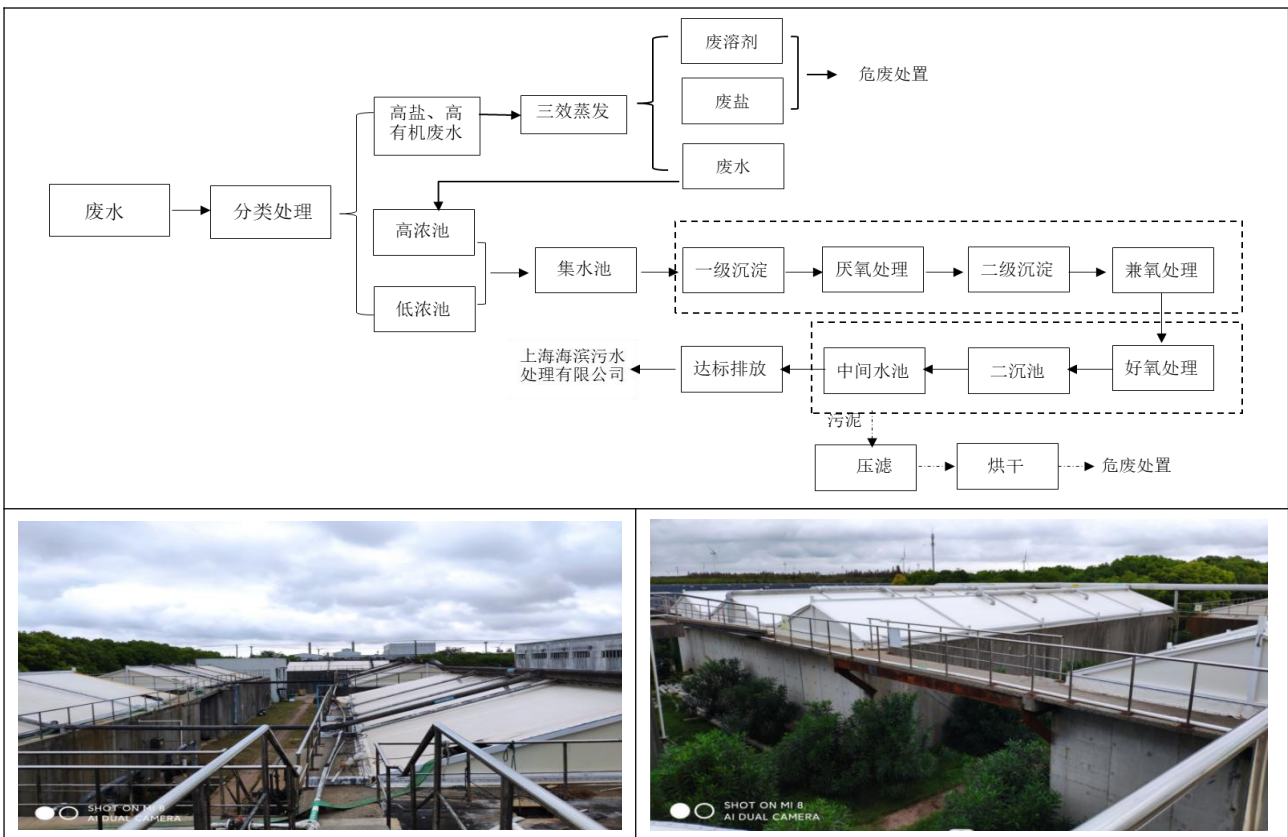 废溶剂
危废处置
废盐
高盐、高
有机废水
三效蒸发
废水
废水
分类处理
高浓池
低浓池
集水池
一级沉淀
厌氧处理
二级沉淀
兼氧处理
上海海滨污水
处理有限公司
达标排放
中间水池
二沉池
好氧处理
污泥
压滤
烘干
危废处置
SHOT ON MI 8
AI DUAL CAMERA
SHOT ON MI 8
AI DUAL CAMERA